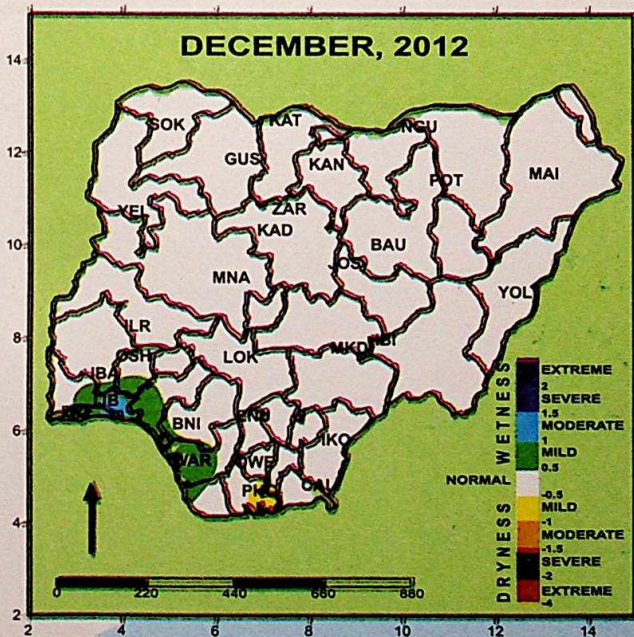 DECEMBER, 2012
14
12
10
8
6
4
2
SOK
KAT
NGU
GUS
KAN
POT
MAI
YEL
ZAR
KAD
BAU
JOS
MNA
YOL
ILR
OSH
LOK
MKD
IBI
IBA
IJB
BNI
ENU
IKO
WAR
OWE
CAL
PHC
WETNESS
EXTREME
2
SEVERE
1.5
MODERATE
1
MILD
0.5
NORMAL
-0.5
DRYNESS
MILD
-1
MODERATE
-1.5
SEVERE
-2
EXTREME
-4
0 220 440 660 880
2 4 6 8 10 12 14